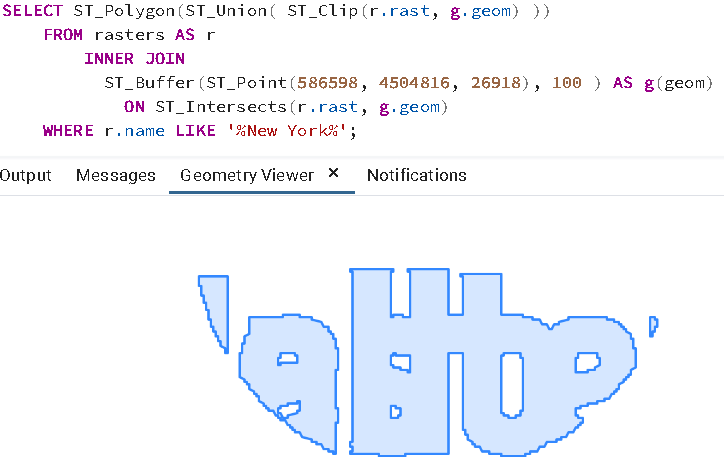 SELECT ST_Polygon(ST_Union( ST_Clip(r.rast, g.geom) ))
FROM rasters AS r
INNER JOIN
ST_Buffer(ST_Point(586598, 4504816, 26918), 100 ) AS g(geom)
ON ST_Intersects(r.rast, g.geom)
WHERE r.name LIKE '%New York%';
Output Messages Geometry Viewer × Notifications